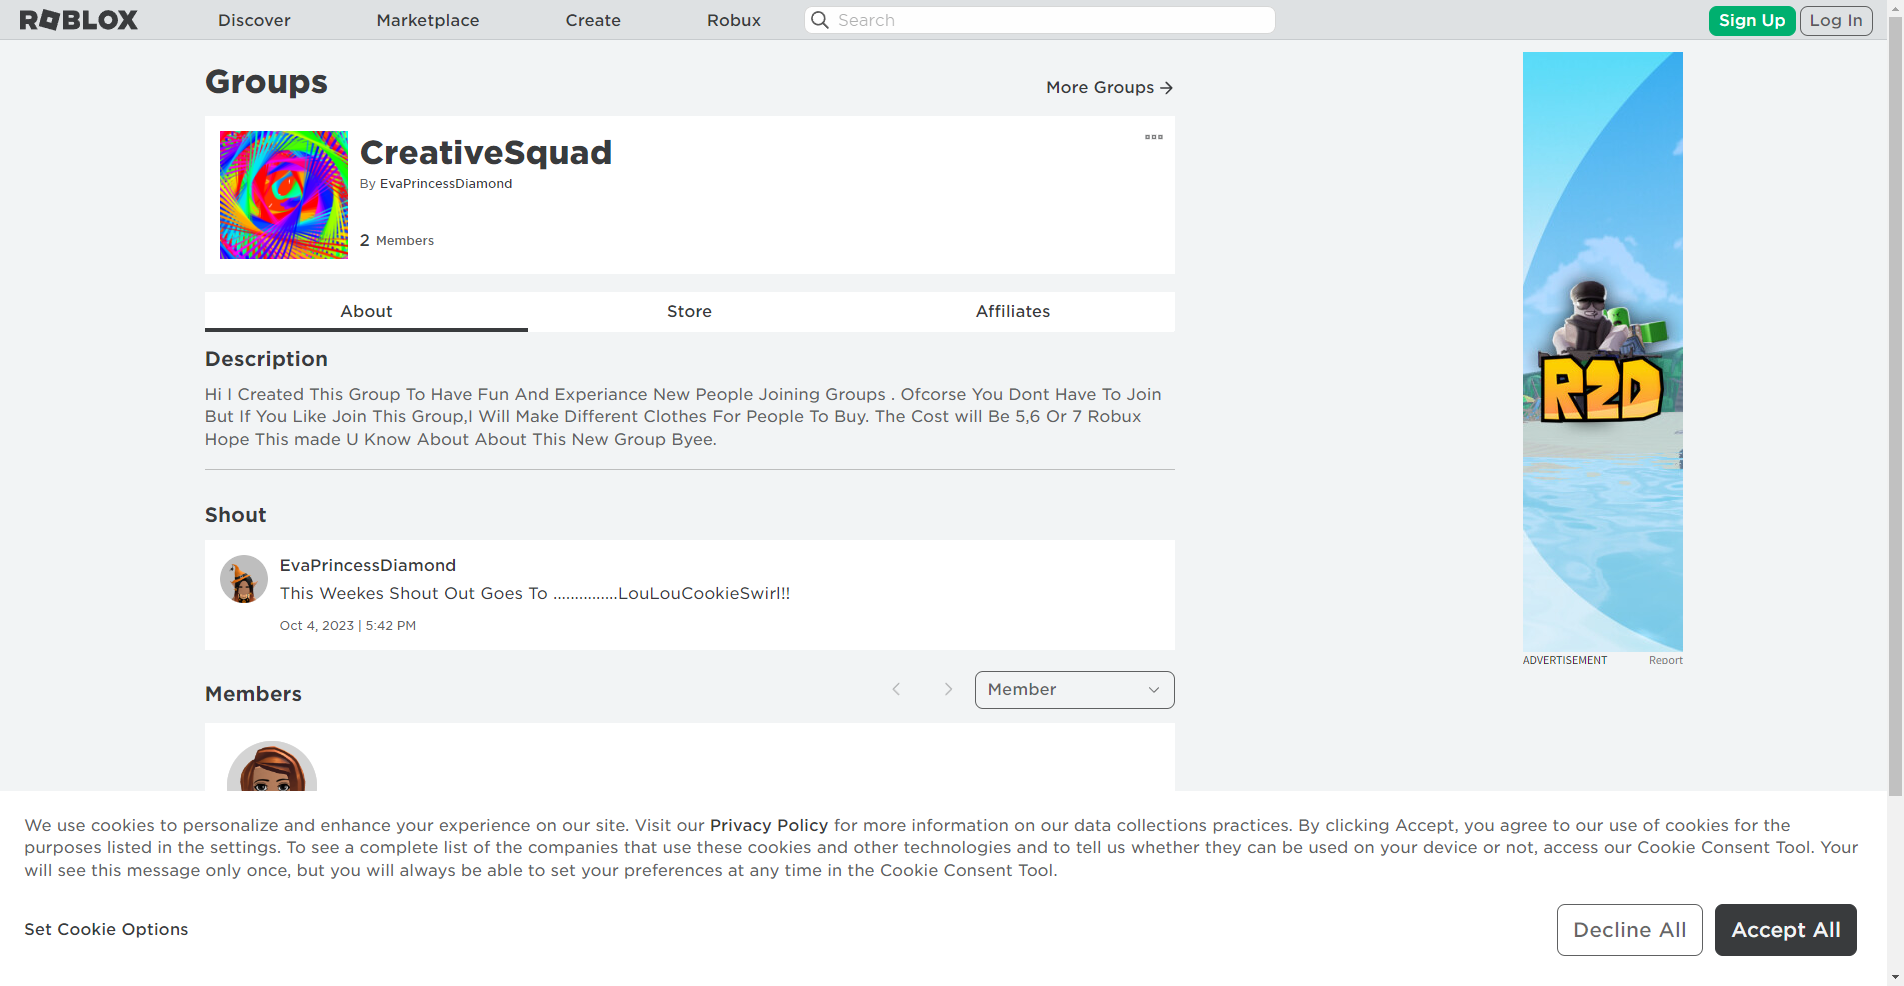 ROBLOX
Discover
Marketplace
Create
Robux
Search
Sign Up
Log In
Groups
More Groups
CreativeSquad
By EvaPrincessDiamond
2 Members
About
Store
Affiliates
Description
Hi I Created This Group To Have Fun And Experiance New People Joining Groups . Ofcorse You Dont Have To Join
But If You Like Join This Group,I Will Make Different Clothes For People To Buy. The Cost will Be 5,6 Or 7 Robux
Hope This made U Know About About This New Group Byee.
Shout
EvaPrincessDiamond
This Weekes Shout Out Goes To ...............LouLouCookieSwirl!!
Oct 4, 2023 | 5:42 PM
Members
Member
R2D
ADVERTISEMENT
Report
We use cookies to personalize and enhance your experience on our site. Visit our Privacy Policy for more information on our data collections practices. By clicking Accept, you agree to our use of cookies for the
purposes listed in the settings. To see a complete list of the companies that use these cookies and other technologies and to tell us whether they can be used on your device or not, access our Cookie Consent Tool. Your
will see this message only once, but you will always be able to set your preferences at any time in the Cookie Consent Tool.
Set Cookie Options
Decline All
Accept All